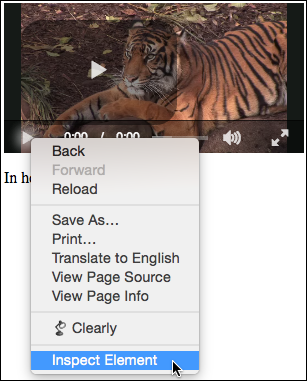 0:00 / 0:00
In he
Back
Forward
Reload
Save As…
Print…
Translate to English
View Page Source
View Page Info
Clearly
Inspect Element